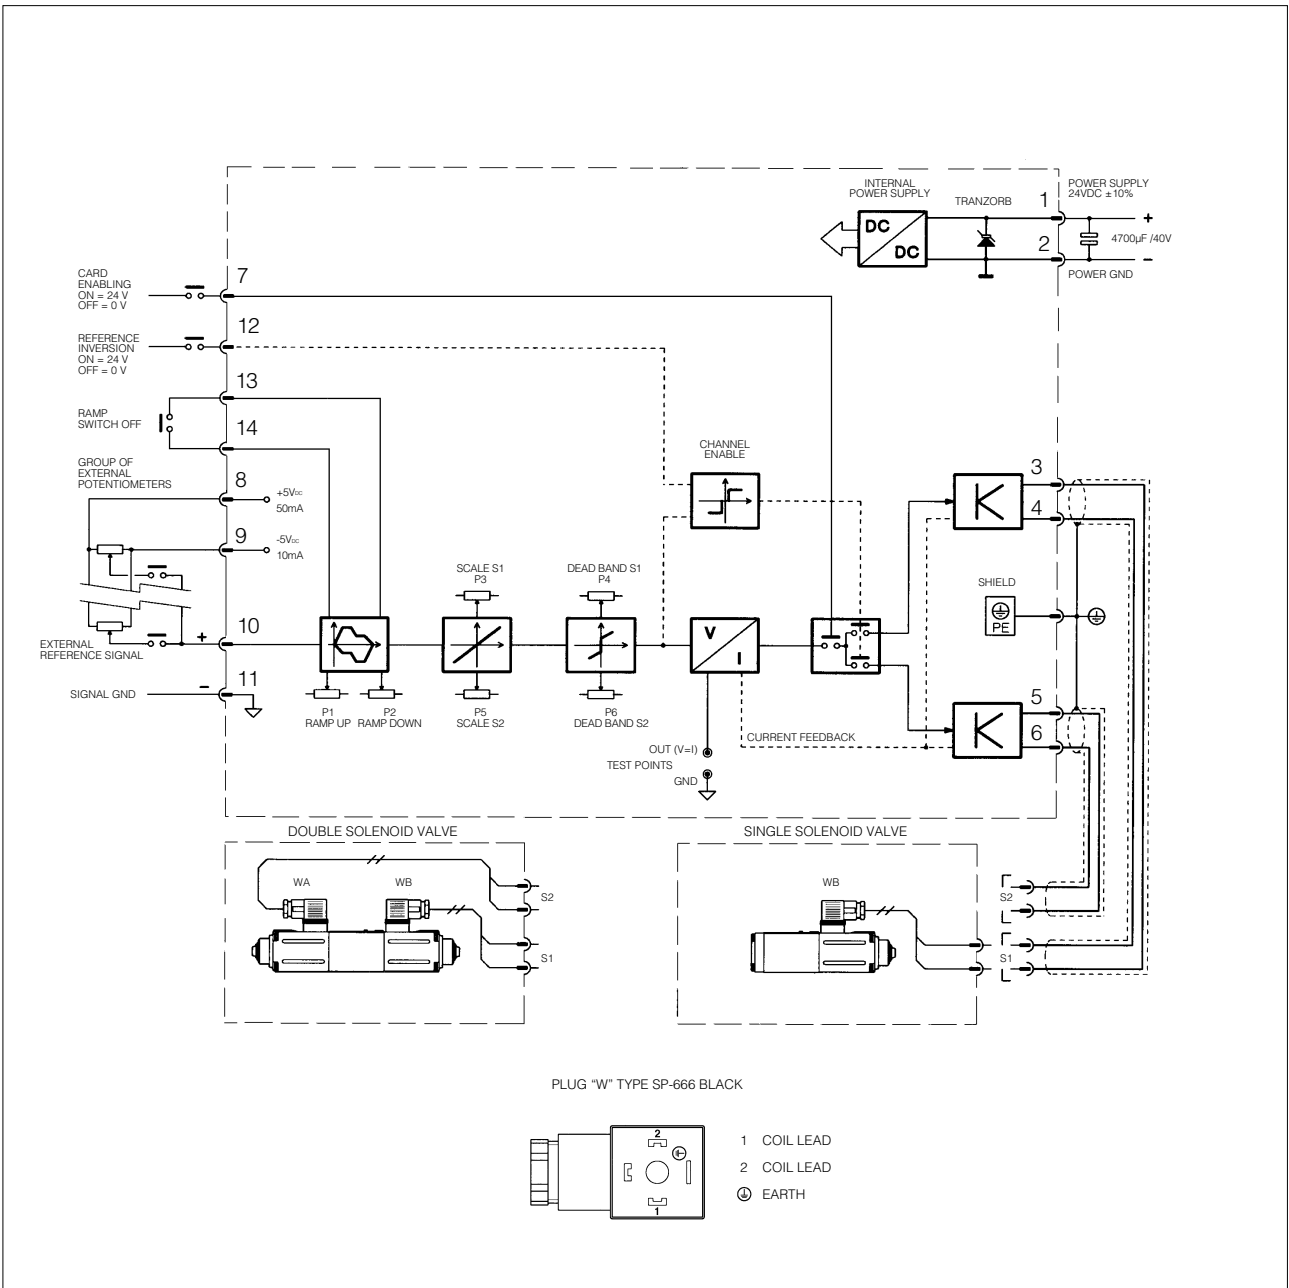 INTERNAL
POWER SUPPLY
TRANZORB
1
POWER SUPPLY
24VDC ±10%
+
DC
DC
4700µF /40V
2
–
POWER GND
CARD
ENABLING
ON = 24 V
OFF = 0 V
7
REFERENCE
INVERSION
ON = 24 V
OFF = 0 V
12
13
RAMP
SWITCH OFF
14
GROUP OF
EXTERNAL
POTENTIOMETERS
8
+5VDC
50mA
9
-5VDC
10mA
CHANNEL
ENABLE
3
K
4
SCALE S1
P3
DEAD BAND S1
P4
SHIELD
PE
+
10
EXTERNAL
REFERENCE SIGNAL
V
I
SIGNAL GND
–
11
P1
RAMP UP
P2
RAMP DOWN
P5
SCALE S2
P6
DEAD BAND S2
5
K
6
CURRENT FEEDBACK
OUT (V=I)
TEST POINTS
GND
DOUBLE SOLENOID VALVE
WA
WB
S2
S1
SINGLE SOLENOID VALVE
WB
S2
S1
PLUG “W” TYPE SP-666 BLACK
2
1
1 COIL LEAD
2 COIL LEAD
EARTH